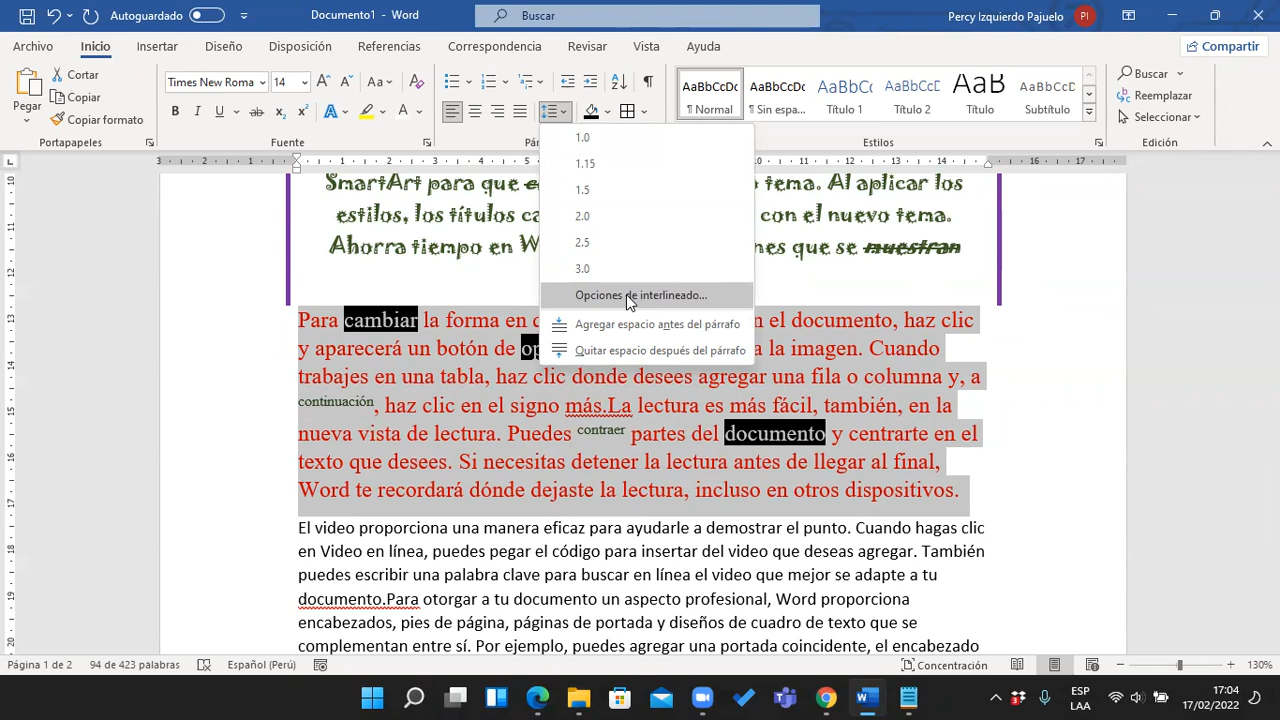 Autoguardado
Documento1 - Word
Buscar
Percy Izquierdo Pajuelo
PI
Archivo Inicio Insertar Diseño Disposición Referencias Correspondencia Revisar Vista Ayuda
Compartir
Pegar
Cortar
Copiar
Copiar formato
Portapapeles
Times New Roma 14
Fuente
AaBbCcDc
¶ Normal
AaBbCcDc
¶ Sin espa...
AaBbCcD
Título 1
AaBbCcD
Título 2
AaB
Título
AaBbCcD
Subtítulo
Estilos
Buscar
Reemplazar
Seleccionar
Edición
1.0
1.15
1.5
2.0
2.5
3.0
Opciones de interlineado...
Agregar espacio antes del párrafo
Quitar espacio después del párrafo
SmartArt para que tema. Al aplicar los
estilos, los títulos con el nuevo tema.
Ahorra tiempo en que se muestran
Para cambiar la forma en el documento, haz clic
y aparecerá un botón de a la imagen. Cuando
trabajes en una tabla, haz clic donde desees agregar una fila o columna y, a
continuación, haz clic en el signo más.La lectura es más fácil, también, en la
nueva vista de lectura. Puedes contraer partes del documento y centrarte en el
texto que desees. Si necesitas detener la lectura antes de llegar al final,
Word te recordará dónde dejaste la lectura, incluso en otros dispositivos.
El video proporciona una manera eficaz para ayudarle a demostrar el punto. Cuando hagas clic
en Video en línea, puedes pegar el código para insertar del video que deseas agregar. También
puedes escribir una palabra clave para buscar en línea el video que mejor se adapte a tu
documento.Para otorgar a tu documento un aspecto profesional, Word proporciona
encabezados, pies de página, páginas de portada y diseños de cuadro de texto que se
complementan entre sí. Por ejemplo, puedes agregar una portada coincidente, el encabezado
Página 1 de 2 94 de 423 palabras Español (Perú) Concentración 130%
ESP
LAA
17:04
17/02/2022